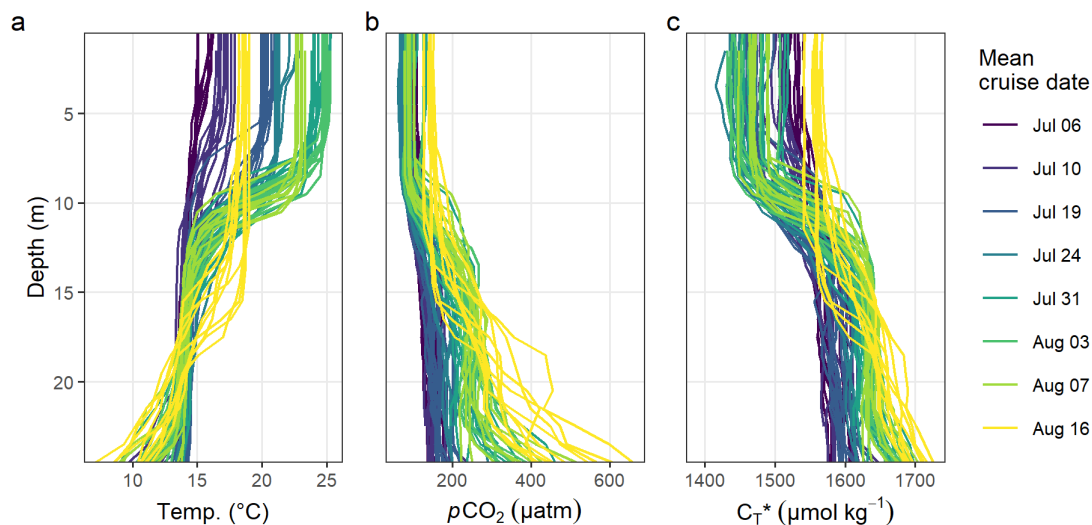 a
b
c
5
10
15
20
Depth (m)
10
15
20
25
Temp. (°C)
200
400
600
pCO₂ (µatm)
1400
1500
1600
1700
C_T* (µmol kg⁻¹)
Mean
cruise date
Jul 06
Jul 10
Jul 19
Jul 24
Jul 31
Aug 03
Aug 07
Aug 16